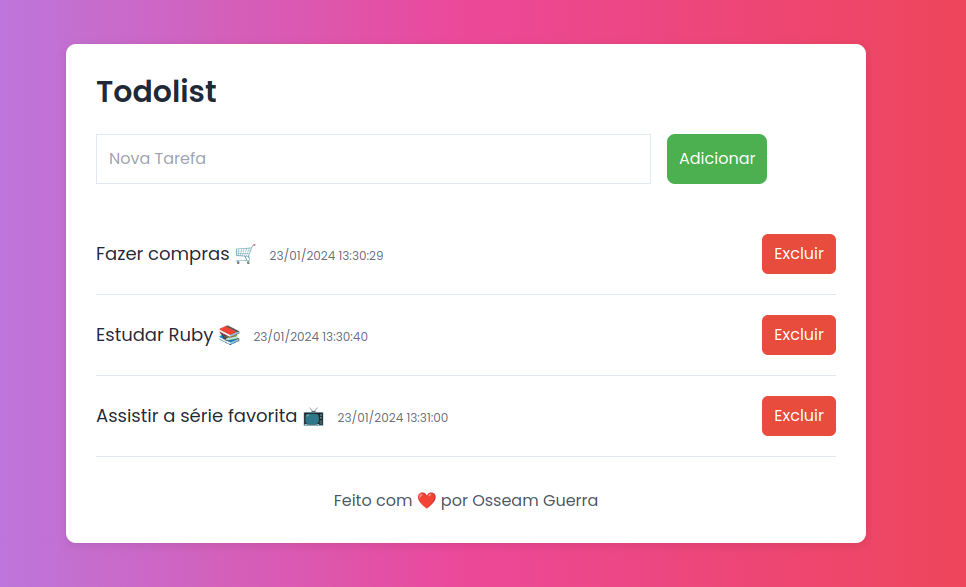 Todolist
Nova Tarefa Adicionar
Fazer compras 🛒 23/01/2024 13:30:29 Excluir
Estudar Ruby 📚 23/01/2024 13:30:40 Excluir
Assistir a série favorita 📺 23/01/2024 13:31:00 Excluir
Feito com ❤️ por Osseam Guerra